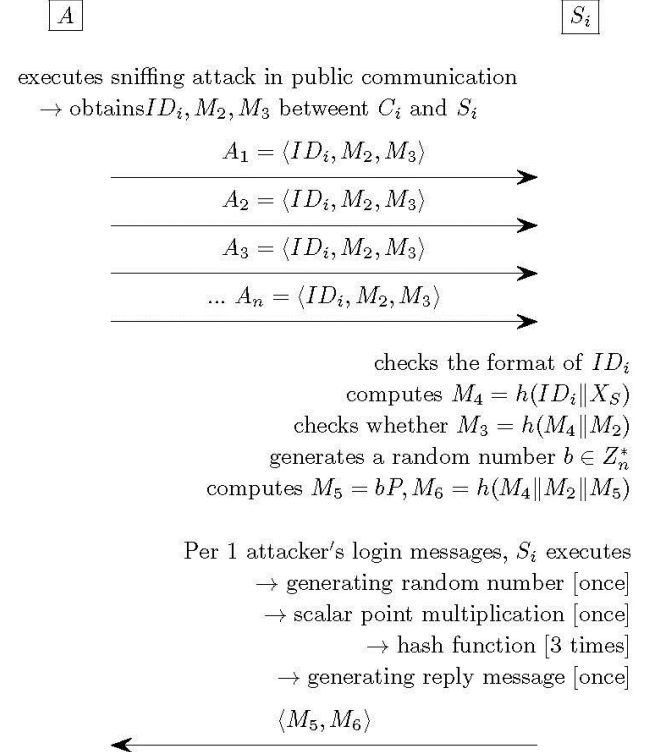 A
S_i
executes sniffing attack in public communication
→ obtainsID_i, M_2, M_3 betweent C_i and S_i
A_1 = ⟨ID_i, M_2, M_3⟩
A_2 = ⟨ID_i, M_2, M_3⟩
A_3 = ⟨ID_i, M_2, M_3⟩
... A_n = ⟨ID_i, M_2, M_3⟩
checks the format of ID_i
computes M_4 = h(ID_i‖X_S)
checks whether M_3 = h(M_4‖M_2)
generates a random number b ∈ Z_n^*
computes M_5 = bP, M_6 = h(M_4‖M_2‖M_5)
Per 1 attacker′s login messages, S_i executes
→ generating random number [once]
→ scalar point multiplication [once]
→ hash function [3 times]
→ generating reply message [once]
⟨M_5, M_6⟩